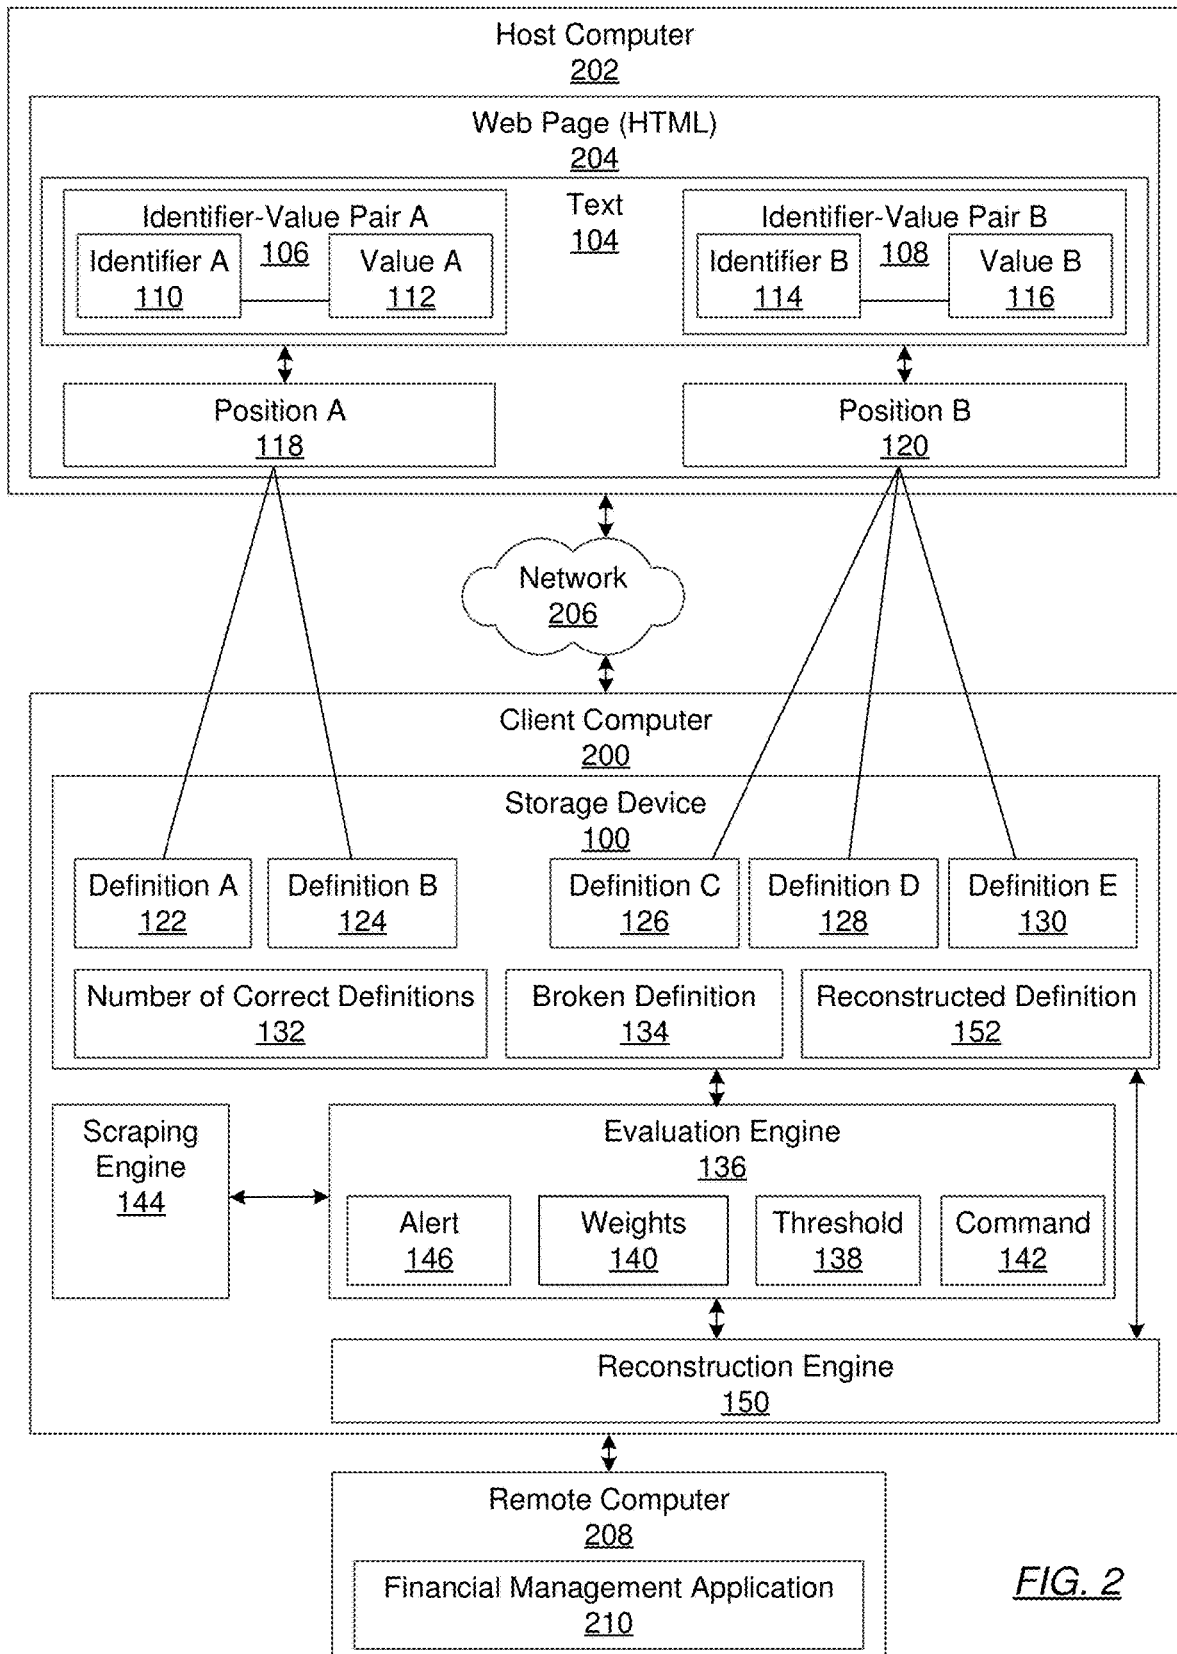 Host Computer
202
Web Page (HTML)
204
Text
104
Identifier-Value Pair A
106
Identifier A
110
Value A
112
Identifier-Value Pair B
108
Identifier B
114
Value B
116
Position A
118
Position B
120
Network
206
Client Computer
200
Storage Device
100
Definition A
122
Definition B
124
Definition C
126
Definition D
128
Definition E
130
Number of Correct Definitions
132
Broken Definition
134
Reconstructed Definition
152
Scraping
Engine
144
Evaluation Engine
136
Alert
146
Weights
140
Threshold
138
Command
142
Reconstruction Engine
150
Remote Computer
208
Financial Management Application
210
FIG. 2